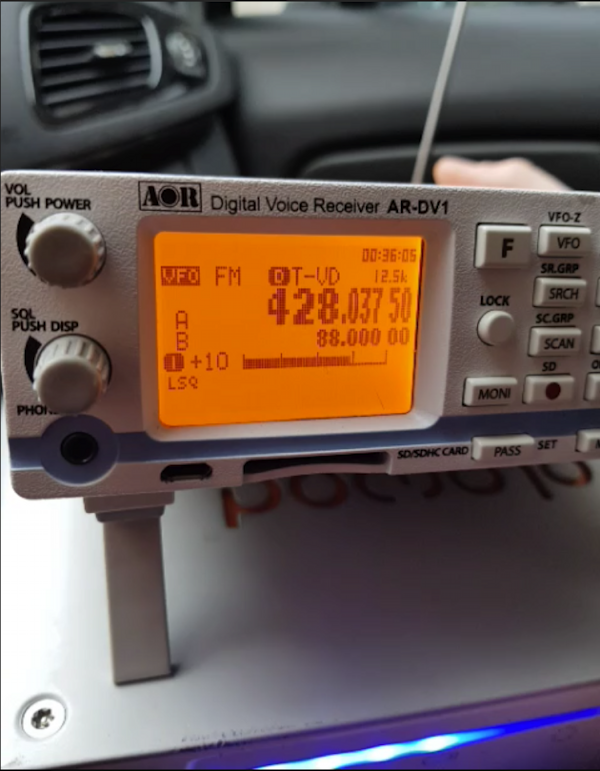 VOL
PUSH POWER
AOR Digital Voice Receiver AR-DV1
VFO-Z
F
VFO
SR.GRP
SRCH
LOCK
SC.GRP
SCAN
SQL
PUSH DISP
SD
MONI
SD/SDHC CARD
PASS
SET
00:36:05
VFO FM D T-VD 12.5k
428.037 50
A
B 88.000 00
I +10
LSQ